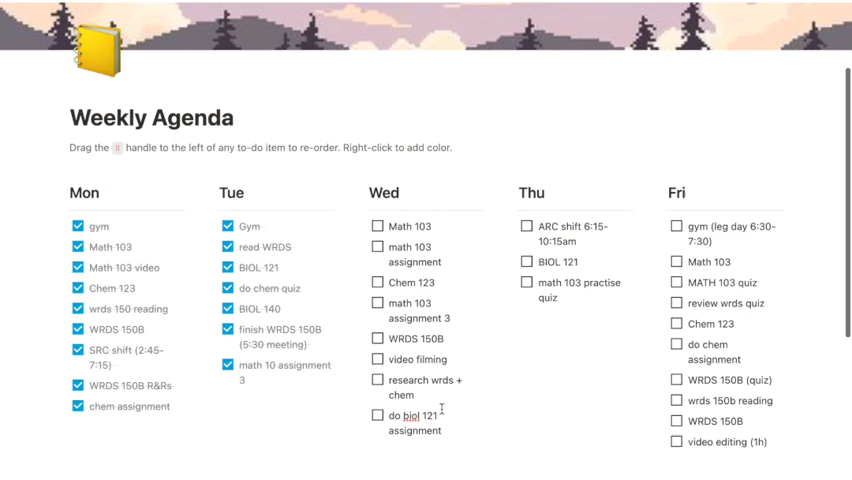 Weekly Agenda
Drag the ⠿ handle to the left of any to-do item to re-order. Right-click to add color.
Mon
gym
Math 103
Math 103 video
Chem 123
wrds 150 reading
WRDS 150B
SRC shift (2:45-
7:15)
WRDS 150B R&Rs
chem assignment
Tue
Gym
read WRDS
BIOL 121
do chem quiz
BIOL 140
finish WRDS 150B
(5:30 meeting)
math 10 assignment
3
Wed
Math 103
math 103
assignment
Chem 123
math 103
assignment 3
WRDS 150B
video filming
research wrds +
chem
do biol 121
assignment
Thu
ARC shift 6:15-
10:15am
BIOL 121
math 103 practise
quiz
Fri
gym (leg day 6:30-
7:30)
Math 103
MATH 103 quiz
review wrds quiz
Chem 123
do chem
assignment
WRDS 150B (quiz)
wrds 150b reading
WRDS 150B
video editing (1h)